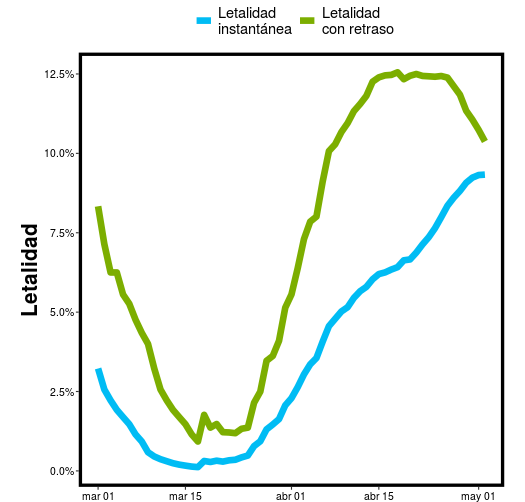 Letalidad
instantánea
Letalidad
con retraso
Letalidad
12.5%
10.0%
7.5%
5.0%
2.5%
0.0%
mar 01
mar 15
abr 01
abr 15
may 01